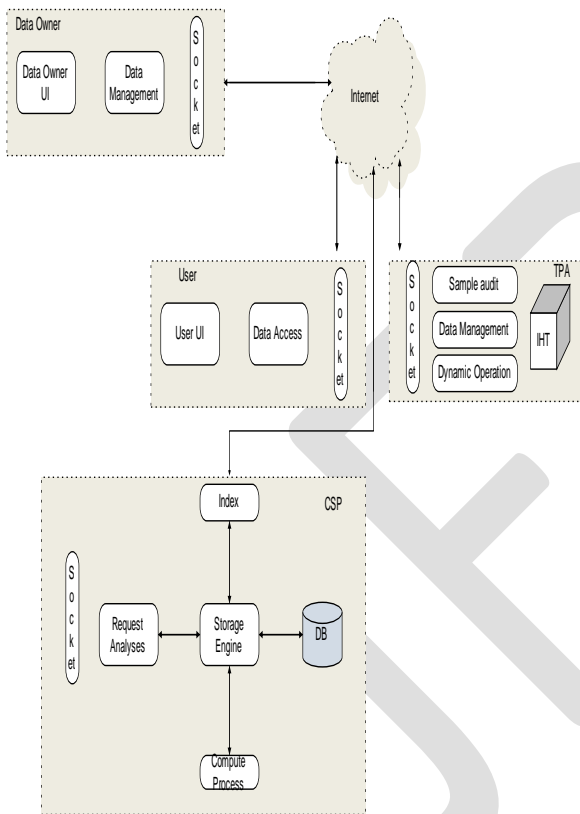 Data Owner
Data Owner
UI
Data
Management
S
o
c
k
et
Internet
User
User UI
Data Access
S
o
c
k
et
TPA
S
o
c
k
et
Sample audit
Data Management
Dynamic Operation
IHT
CSP
Index
S
o
c
k
et
Request
Analyses
Storage
Engine
DB
Compute
Process